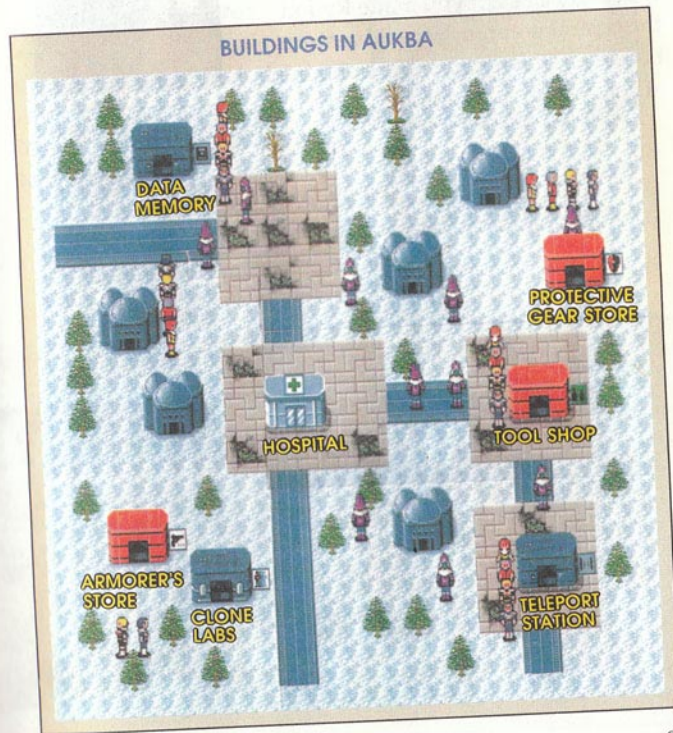 BUILDINGS IN AUKBA
DATA
MEMORY
PROTECTIVE
GEAR STORE
HOSPITAL
TOOL SHOP
ARMORER'S
STORE
CLONE
LABS
TELEPORT
STATION